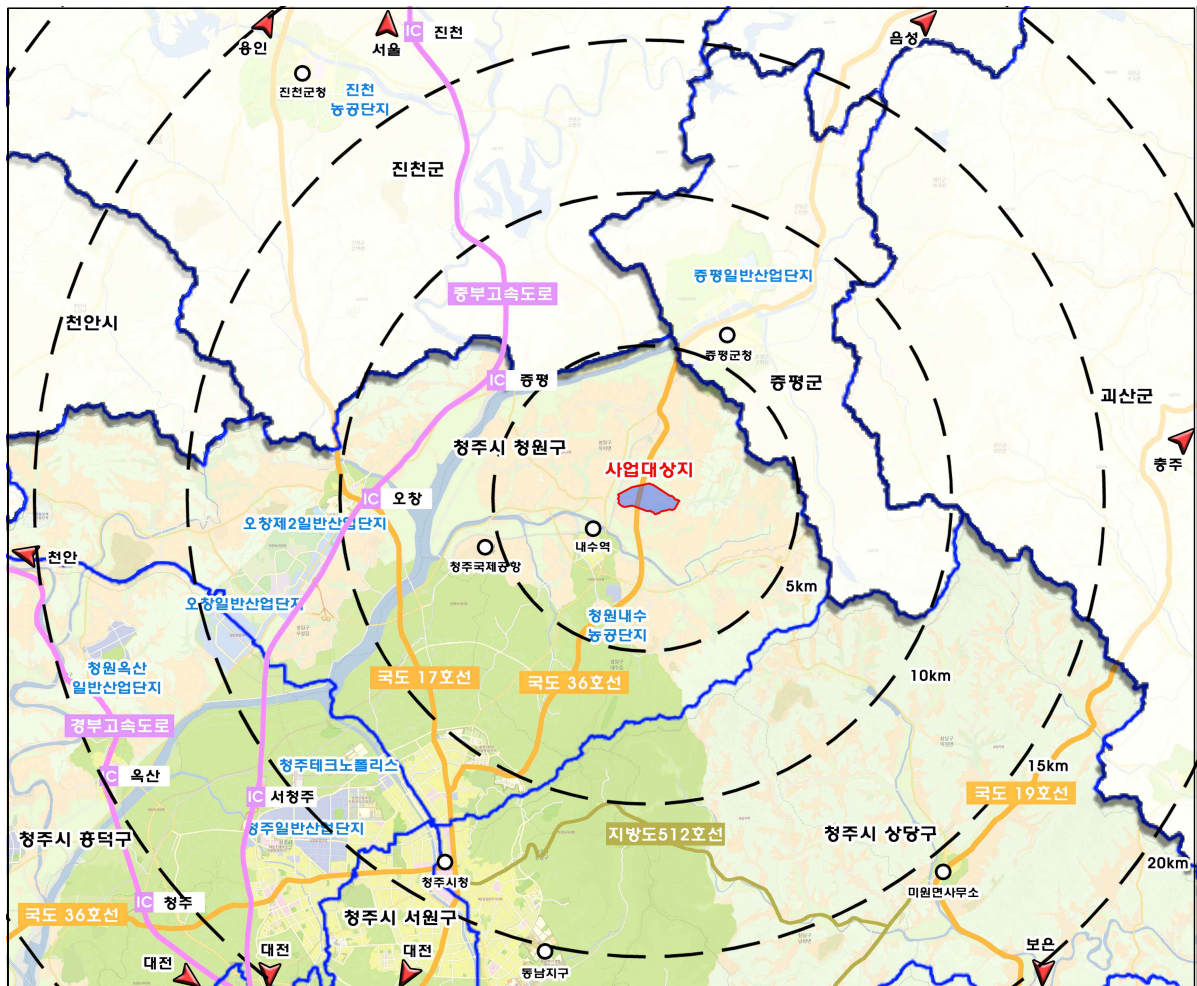 용인
서울
IC 진천
음성
진천군청
진천
농공단지
진천군
증평일반산업단지
중부고속도로
천안시
증평군청
IC 증평
증평군
괴산군
충주
청주시 청원구
사업대상지
IC 오창
오창제2일반산업단지
내수역
청주국제공항
천안
5km
오창일반산업단지
청원내수
농공단지
청원옥산
일반산업단지
국도 17호선
국도 36호선
10km
경부고속도로
청주테크노폴리스
15km
IC 옥산
IC 서청주
국도 19호선
청주일반산업단지
지방도512호선
청주시 흥덕구
청주시 상당구
20km
청주시청
미원면사무소
IC 청주
국도 36호선
청주시 서원구
대전
대전
대전
동남지구
보은